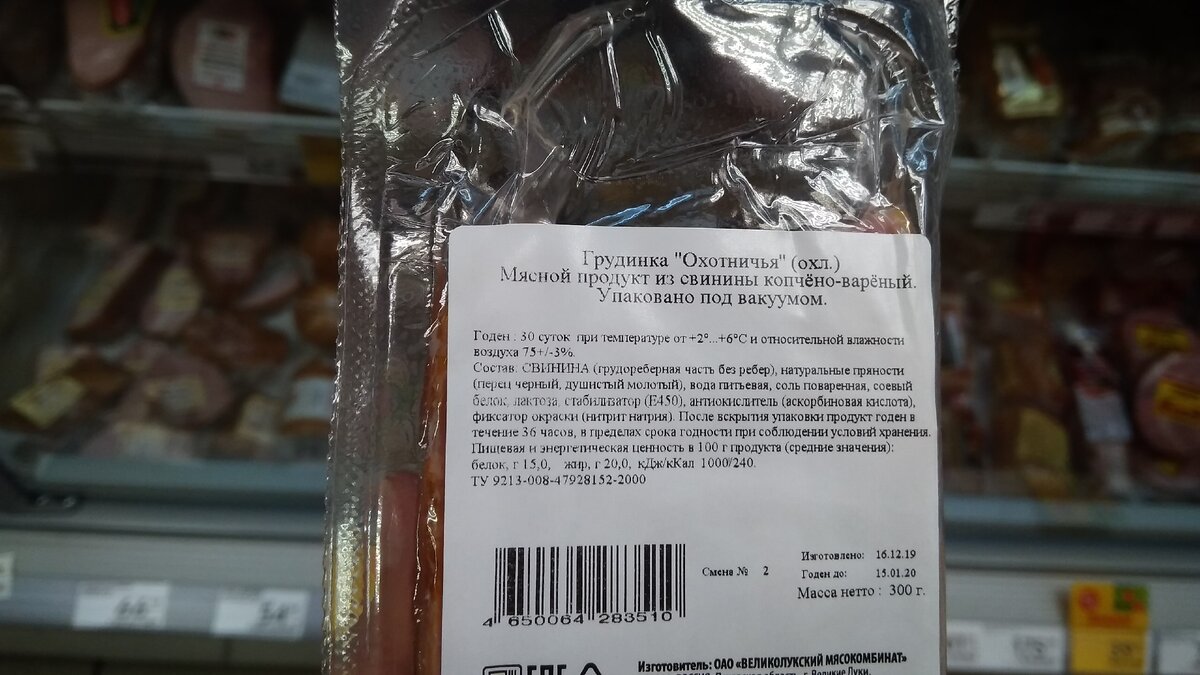 Грудинка "Охотничья" (охл.)
Мясной продукт из свинины копчёно-варёный.
Упаковано под вакуумом.
Годен : 30 суток при температуре от +2°...+6°С и относительной влажности
воздуха 75+/-3%.
Состав: СВИНИНА (грудореберная часть без ребер), натуральные пряности
(перец черный, душистый молотый), вода питьевая, соль поваренная, соевый
белок, лактоза, стабилизатор (Е450), антиокислитель (аскорбиновая кислота),
фиксатор окраски (нитрит натрия). После вскрытия упаковки продукт годен в
течение 36 часов, в пределах срока годности при соблюдении условий хранения.
Пищевая и энергетическая ценность в 100 г продукта (средние значения):
белок, г 15,0, жир, г 20,0, кДж/кКал 1000/240.
ТУ 9213-008-47928152-2000
Изготовлено: 16.12.19
Смена № 2
Годен до: 15.01.20
Масса нетто : 300 г.
4 650064 283510
Изготовитель: ОАО «ВЕЛИКОЛУКСКИЙ МЯСОКОМБИНАТ»